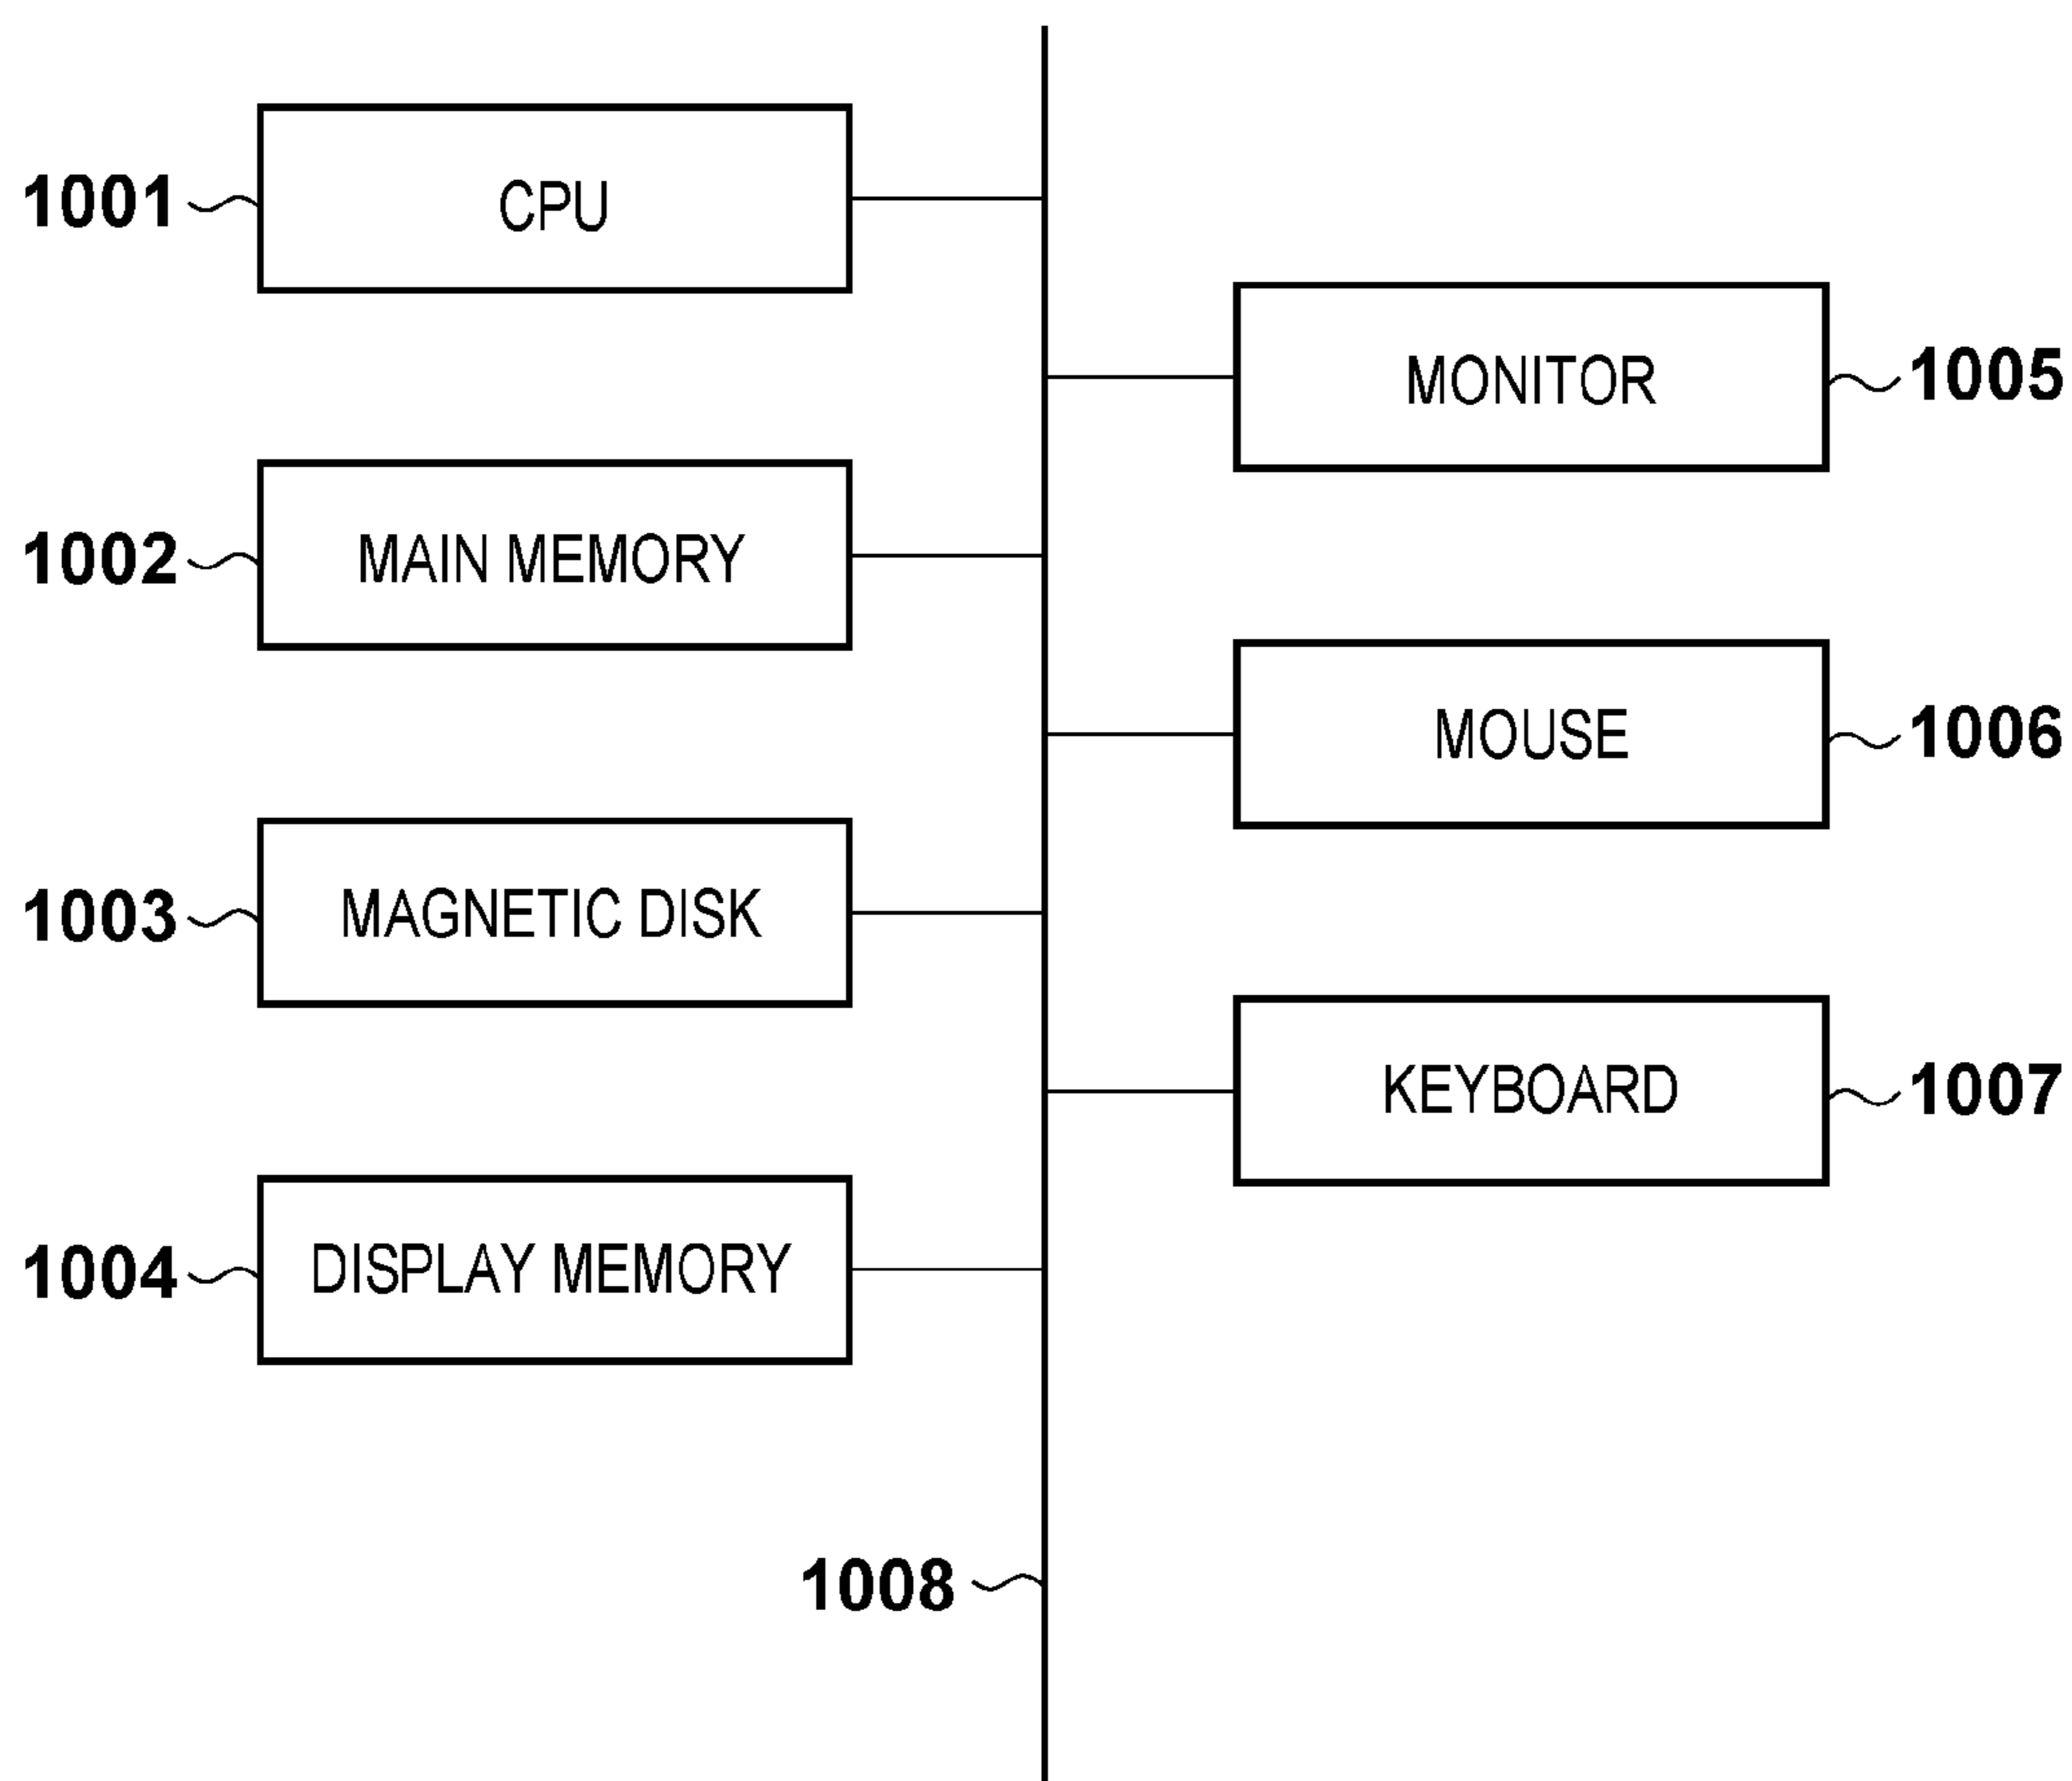 1001
CPU
MONITOR
1005
1002
MAIN MEMORY
MOUSE
1006
1003
MAGNETIC DISK
KEYBOARD
1007
1004
DISPLAY MEMORY
1008